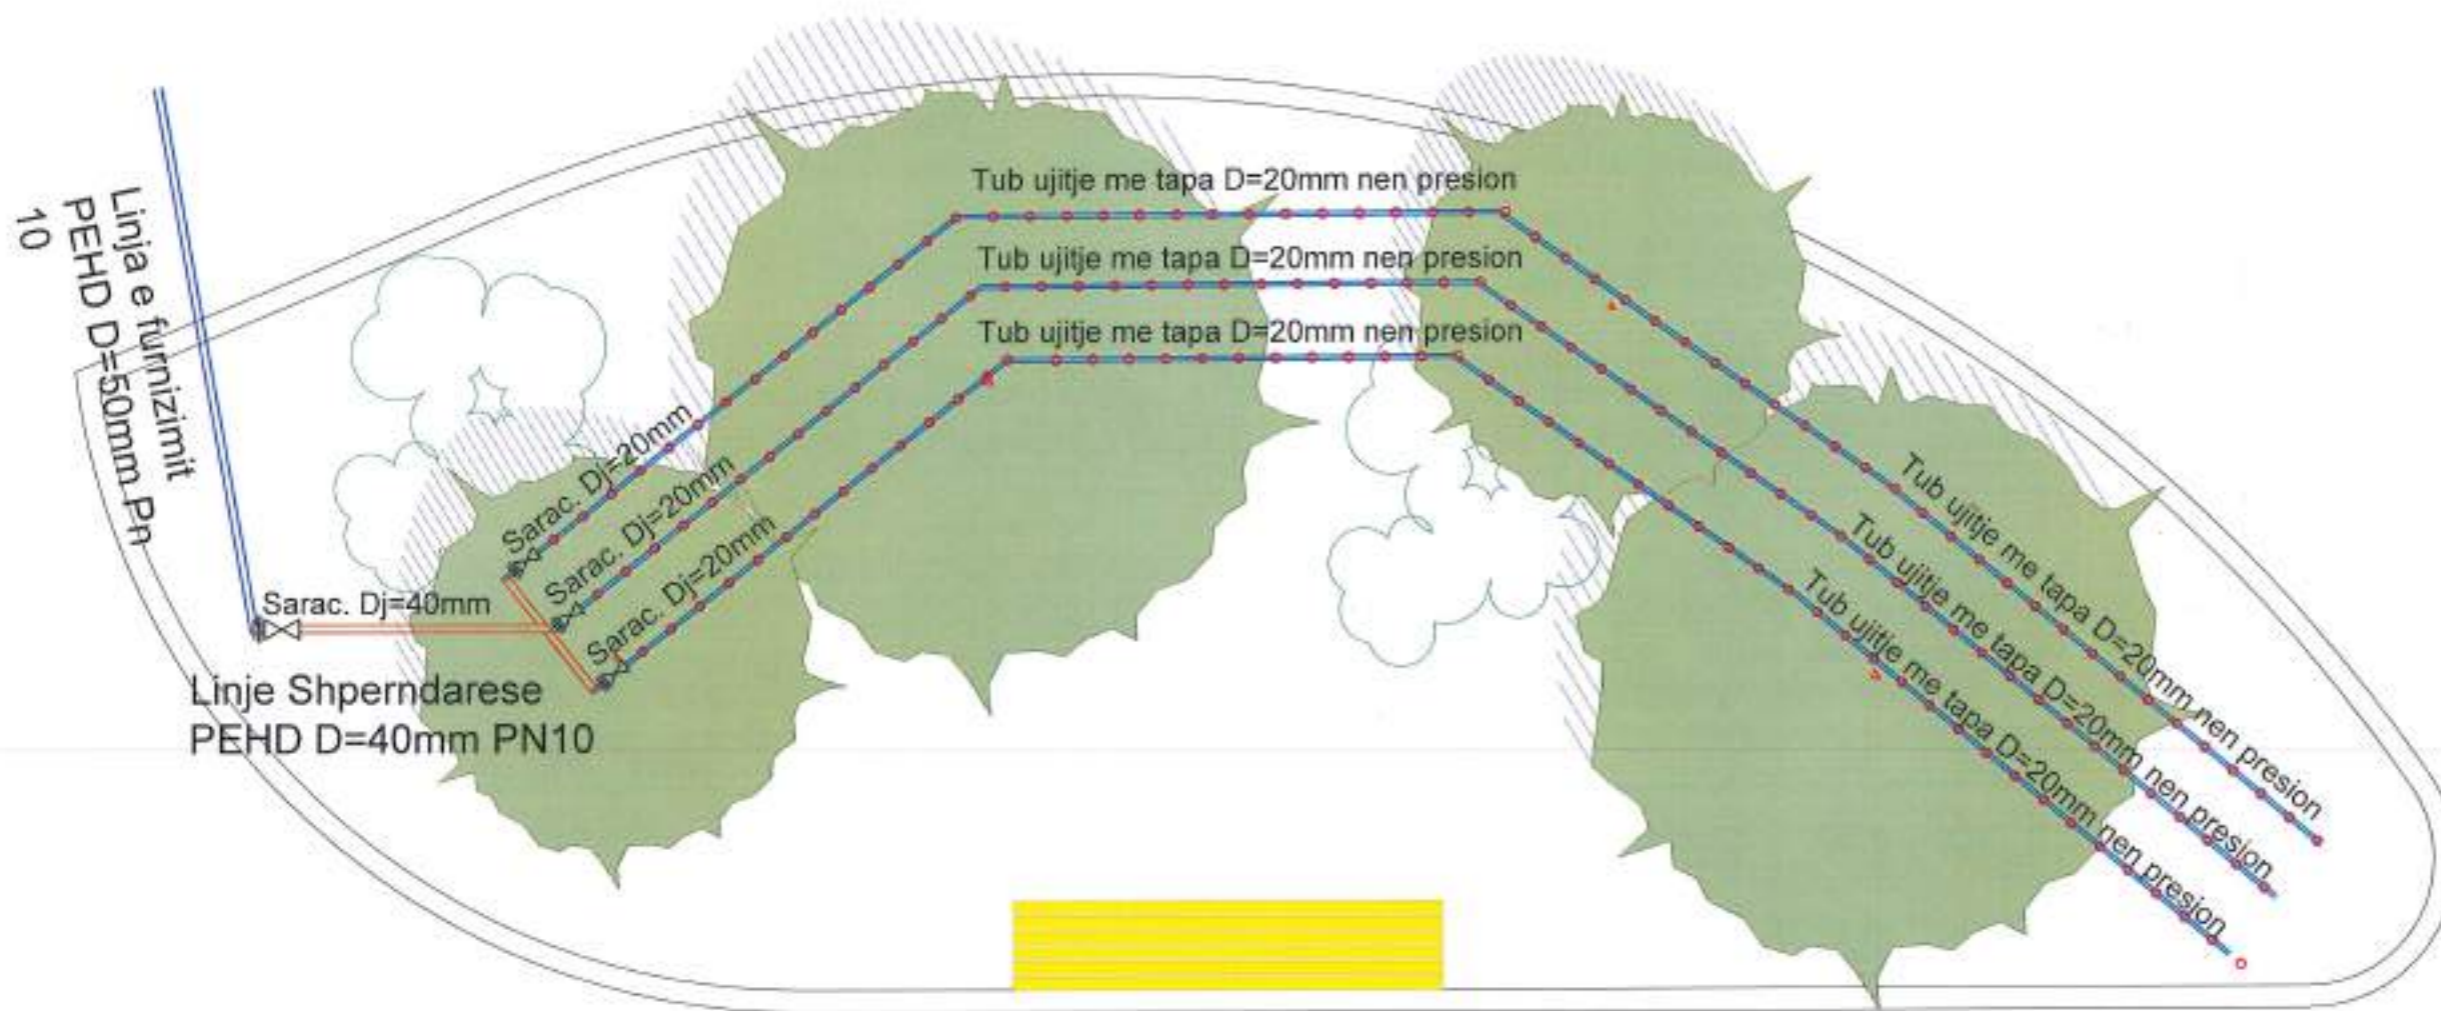 Linja e furnizimit
PEHD D=50mm Pn
10
Tub ujitje me tapa D=20mm nen presion
Tub ujitje me tapa D=20mm nen presion
Tub ujitje me tapa D=20mm nen presion
Sarac. Dj=20mm
Sarac. Dj=20mm
Sarac. Dj=20mm
Sarac. Dj=40mm
Linje Shperndarese
PEHD D=40mm PN10
Tub ujitje me tapa D=20mm nen presion
Tub ujitje me tapa D=20mm nen presion
Tub ujitje me tapa D=20mm nen presion